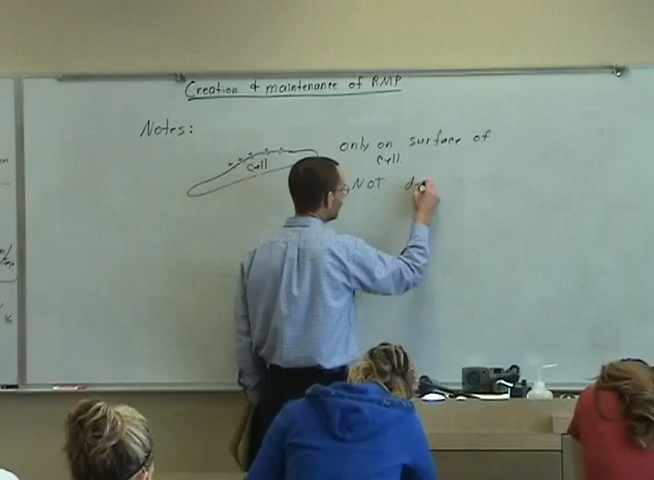 Creation & maintenance of RMP
Notes:
only on surface of
cell
cell
NOT